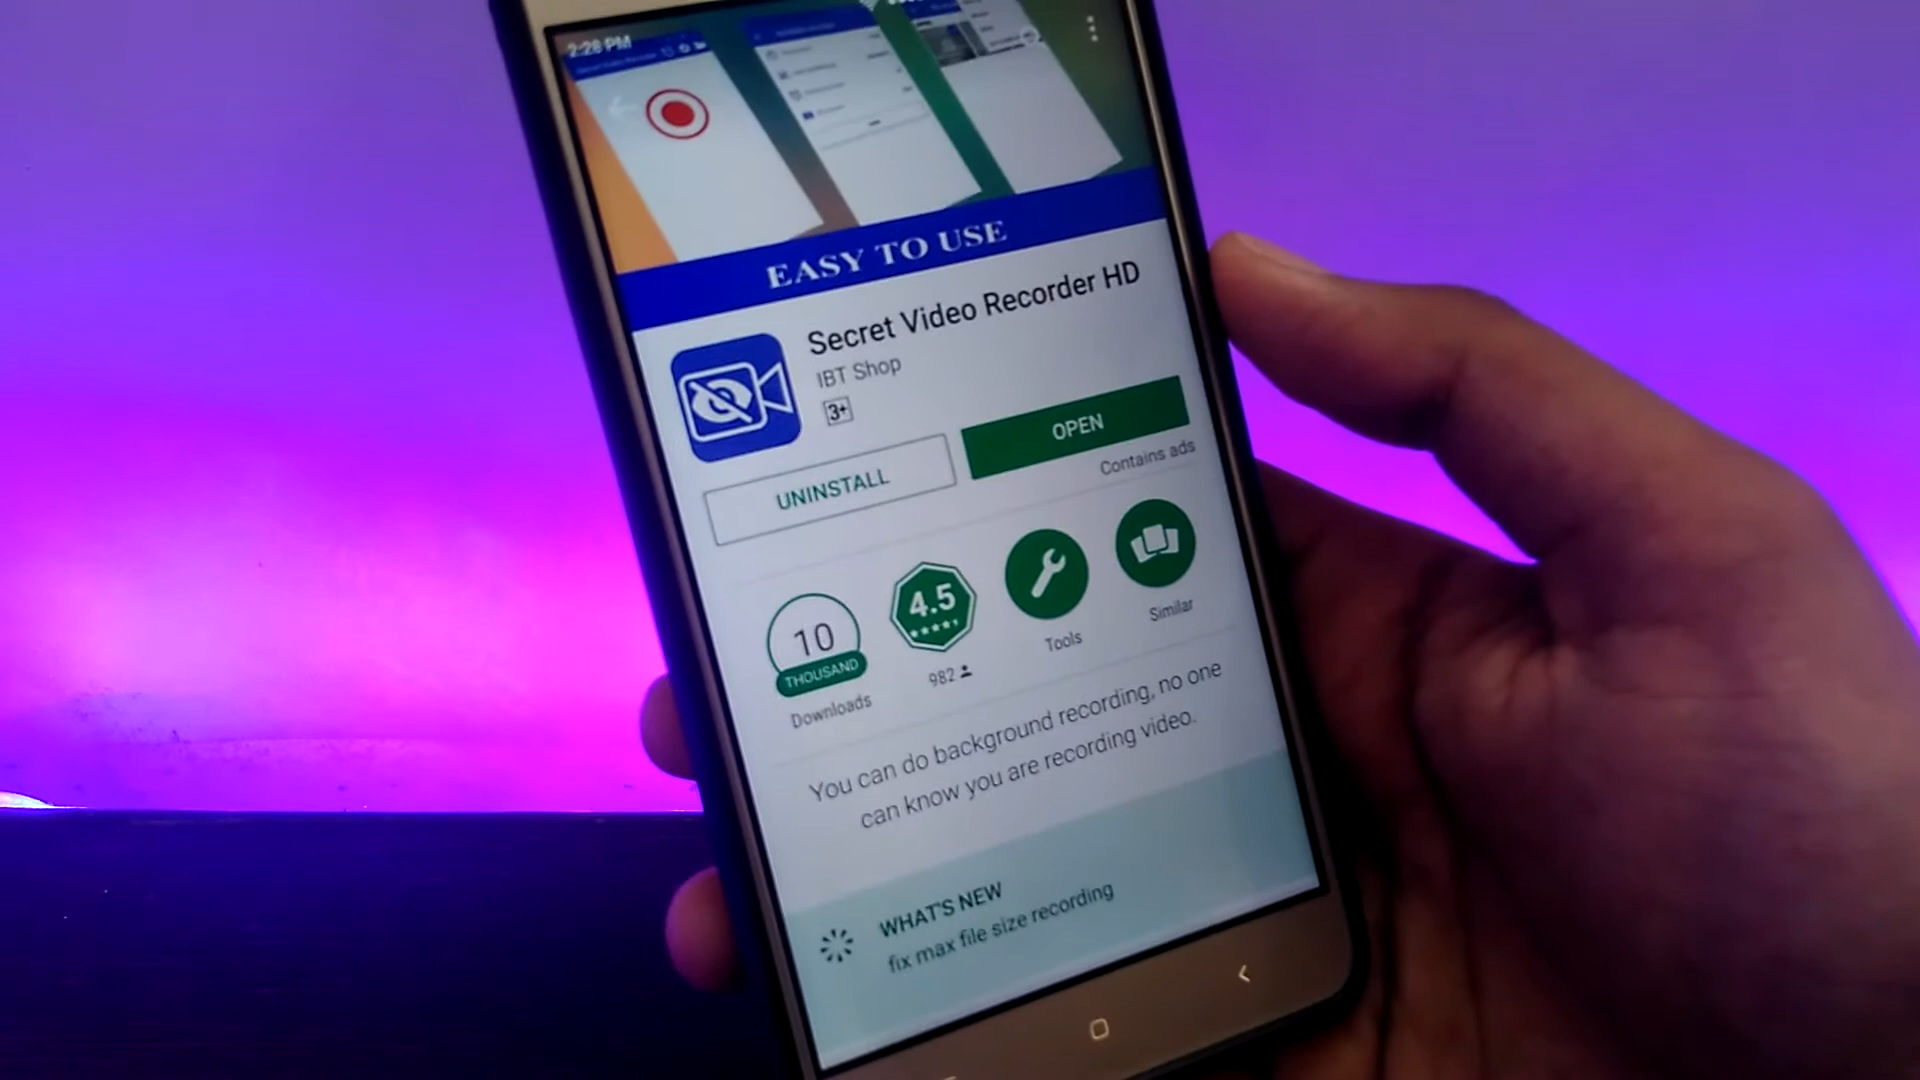 2:28 PM
EASY TO USE
Secret Video Recorder HD
IBT Shop
3+
UNINSTALL
OPEN
Contains ads
10
THOUSAND
Downloads
4.5
982
Tools
Similar
You can do background recording, no one
can know you are recording video.
WHAT'S NEW
fix max file size recording